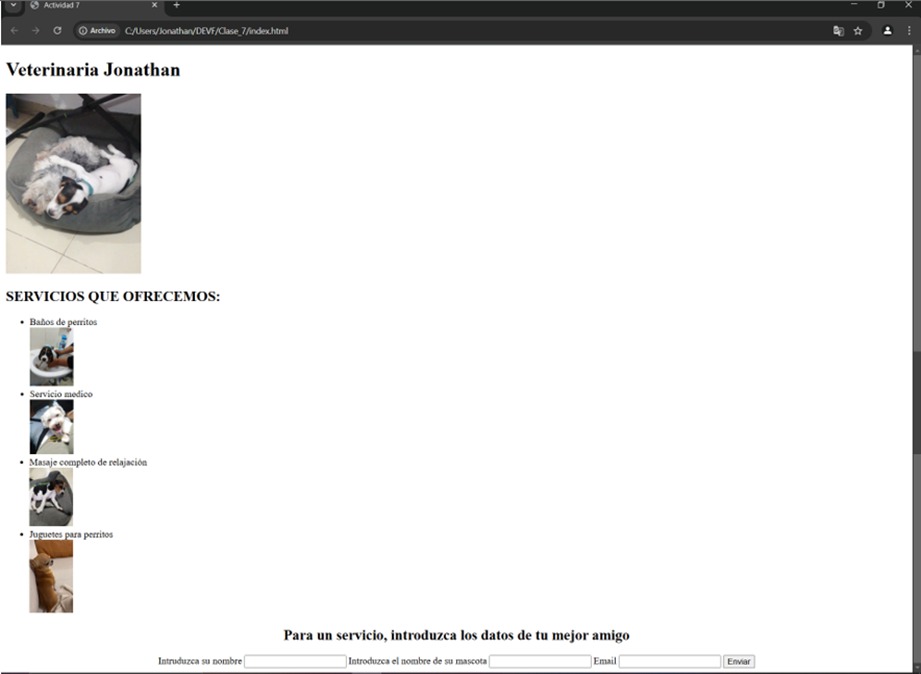 Actividad 7
Archivo C:/Users/Jonathan/DEVF/Clase_7/index.html
Veterinaria Jonathan
SERVICIOS QUE OFRECEMOS:
Baños de perritos
Servicio medico
Masaje completo de relajación
Juguetes para perritos
Para un servicio, introduzca los datos de tu mejor amigo
Intruduzca su nombre Introduzca el nombre de su mascota Email Enviar